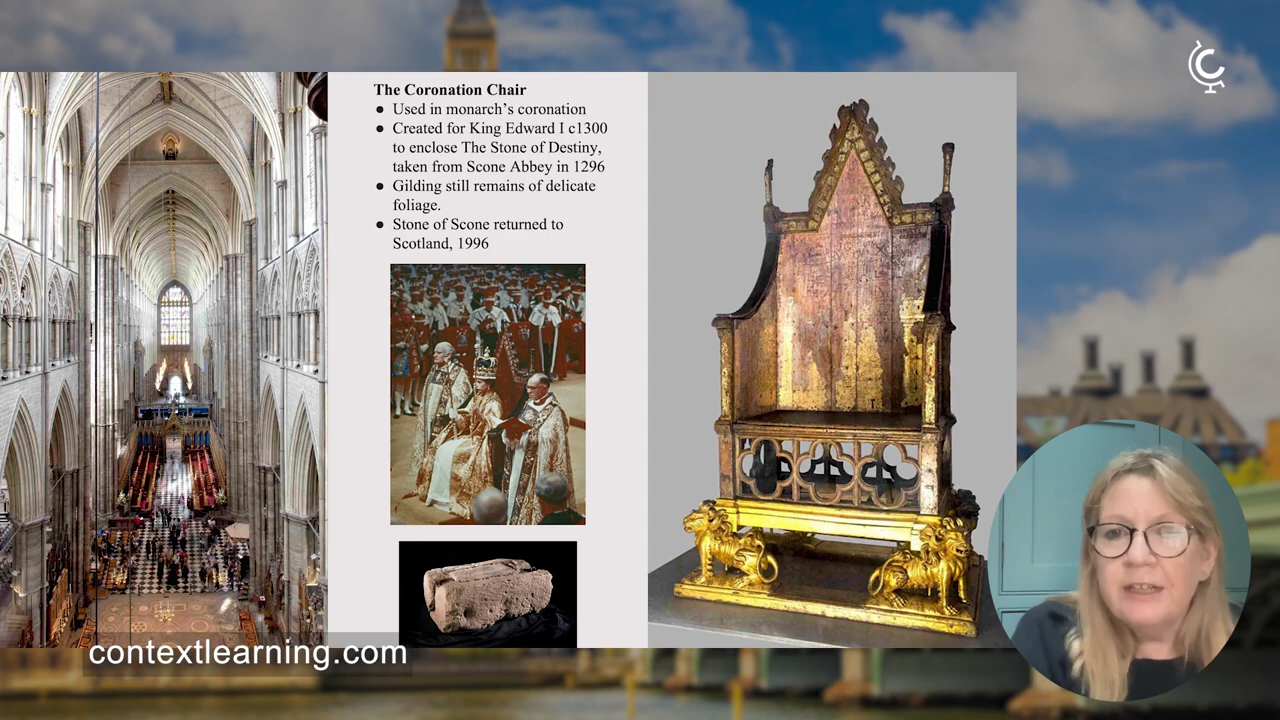 The Coronation Chair
● Used in monarch's coronation
● Created for King Edward I c1300
to enclose The Stone of Destiny,
taken from Scone Abbey in 1296
● Gilding still remains of delicate
foliage.
● Stone of Scone returned to
Scotland, 1996
contextlearning.com